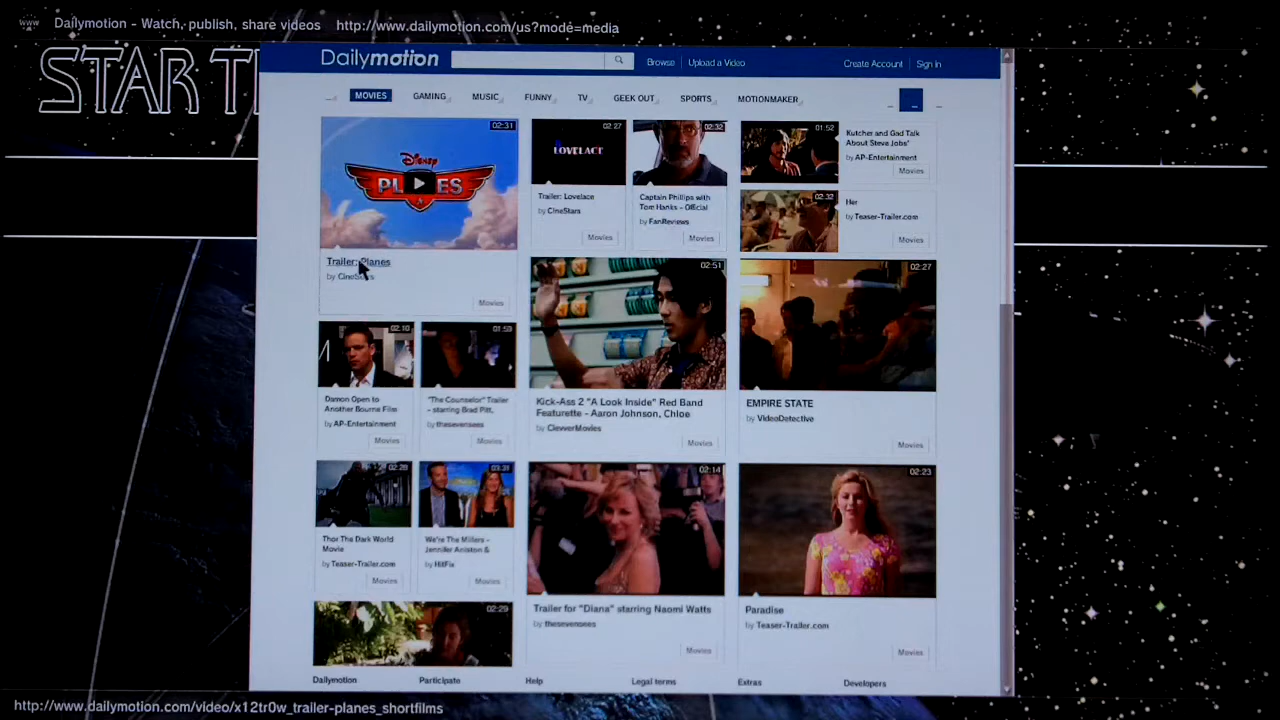 www
Dailymotion - Watch, publish, share videos http://www.dailymotion.com/us?mode=media
STAR T
Dailymotion
Browse | Upload a Video
Create Account | Sign In
MOVIES GAMING MUSIC FUNNY TV GEEK OUT SPORTS MOTIONMAKER
02:31
Disney
PLANES
Trailer: Planes
by CineStars
Movies
02:27
LOVELACE
Trailer: Lovelace
by CineStars
Movies
02:32
Captain Phillips with
Tom Hanks - Official
by FanReviews
Movies
01:52
Kutcher and Gad Talk
About Steve Jobs'
by AP-Entertainment
Movies
02:32
Her
by Teaser-Trailer.com
Movies
02:10
Damon Open to
Another Bourne Film
by AP-Entertainment
Movies
01:53
"The Counselor" Trailer
- starring Brad Pitt,
by thesevensees
Movies
02:51
Kick-Ass 2 "A Look Inside" Red Band
Featurette - Aaron Johnson, Chloe
by ClevverMovies
Movies
02:27
EMPIRE STATE
by VideoDetective
Movies
02:28
Thor The Dark World
Movie
by Teaser-Trailer.com
Movies
03:31
We're The Millers -
Jennifer Aniston &
by HitFix
Movies
02:14
Trailer for "Diana" starring Naomi Watts
by thesevensees
Movies
02:23
Paradise
by Teaser-Trailer.com
Movies
02:29
Dailymotion Participate Help Legal terms Extras Developers
http://www.dailymotion.com/video/x12tr0w_trailer-planes_shortfilms